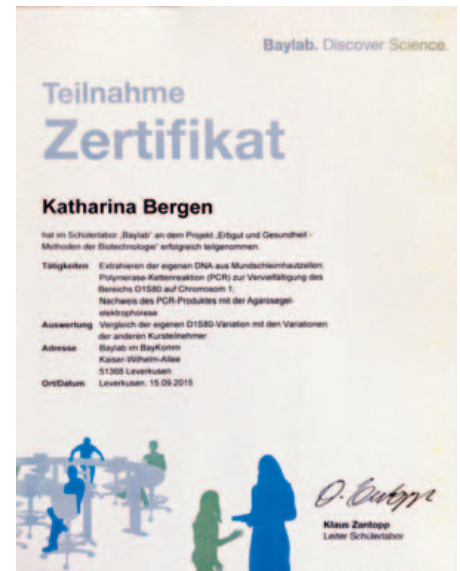 Baylab. Discover Science.
Teilnahme
Zertifikat
Katharina Bergen
hat im Schülerlabor „Baylab“ an dem Projekt „Erbgut und Gesundheit -
Methoden der Biotechnologie“ erfolgreich teilgenommen.
Tätigkeiten Extrahieren der eigenen DNA aus Mundschleimhautzellen;
Polymerase-Kettenreaktion (PCR) zur Vervielfältigung des
Bereichs D1S80 auf Chromosom 1;
Nachweis des PCR-Produktes mit der Agarosegel-
elektrophorese
Auswertung Vergleich der eigenen D1S80-Variation mit den Variationen
der anderen Kursteilnehmer
Adresse Baylab im BayKomm
Kaiser-Wilhelm-Allee
51368 Leverkusen
Ort/Datum Leverkusen, 15.09.2015
Klaus Zantopp
Leiter Schülerlabor